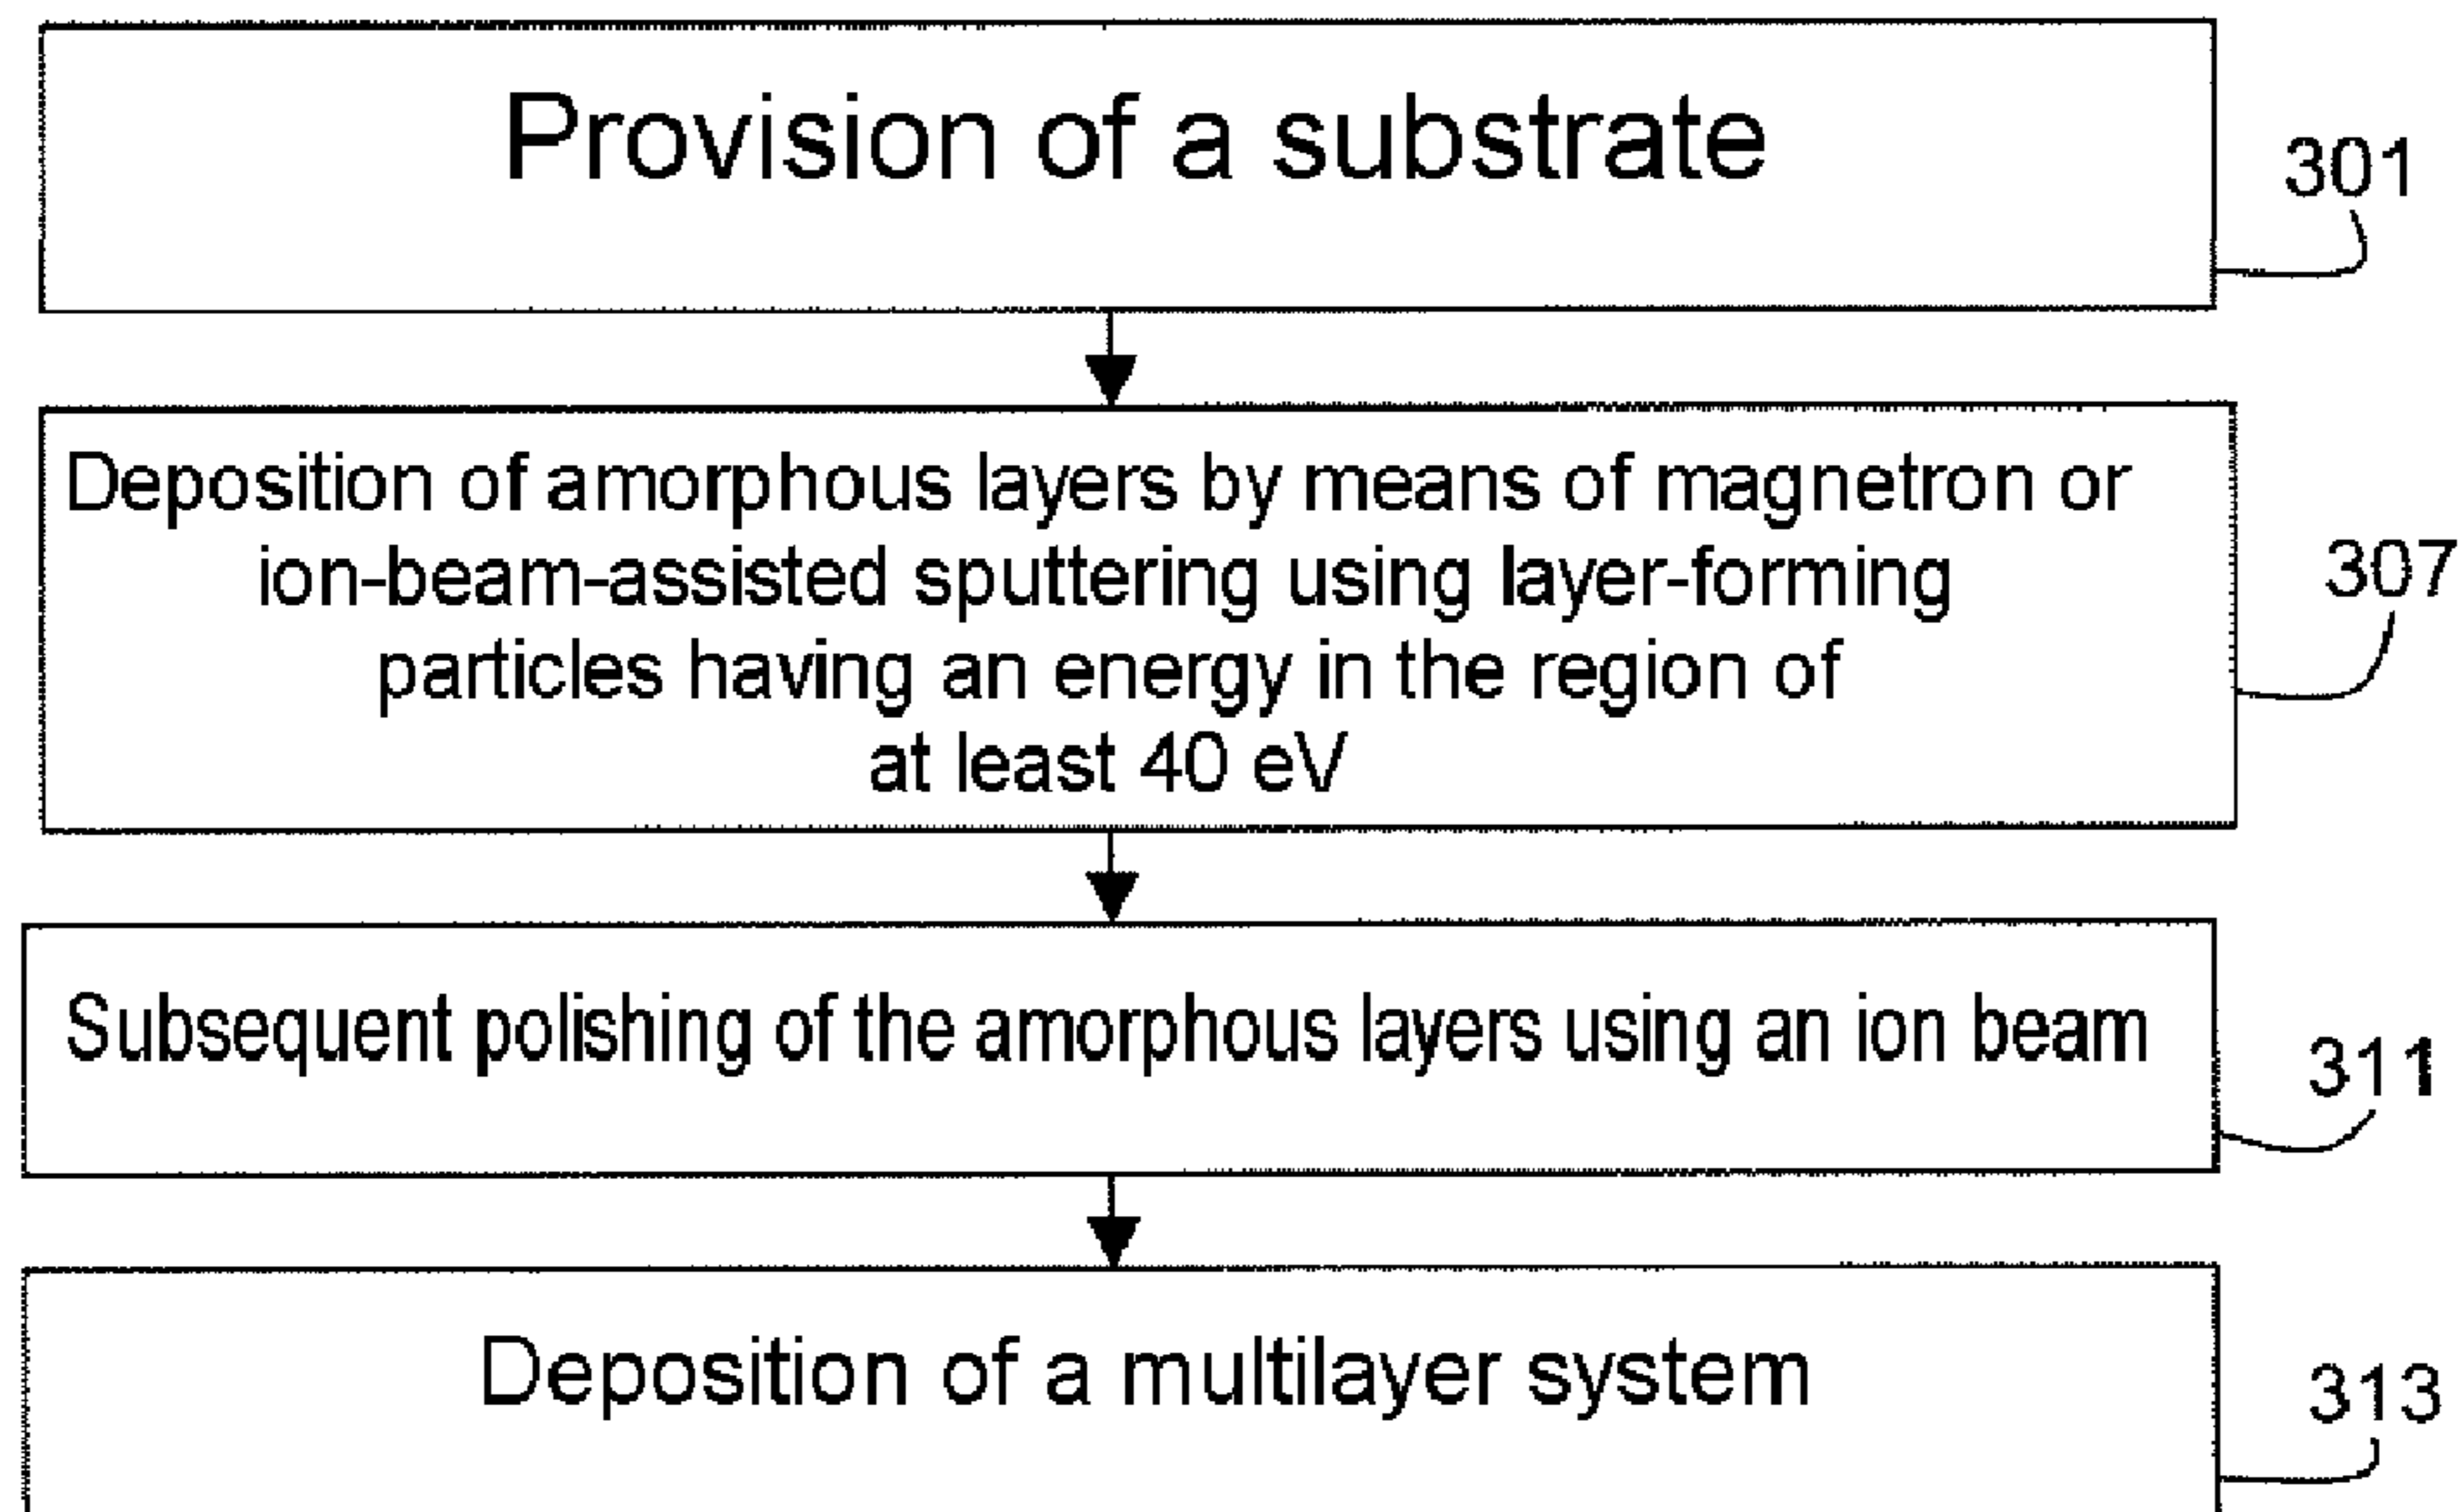 Provision of a substrate
301
Deposition of amorphous layers by means of magnetron or
ion-beam-assisted sputtering using layer-forming
particles having an energy in the region of
at least 40 eV
307
Subsequent polishing of the amorphous layers using an ion beam
311
Deposition of a multilayer system
313